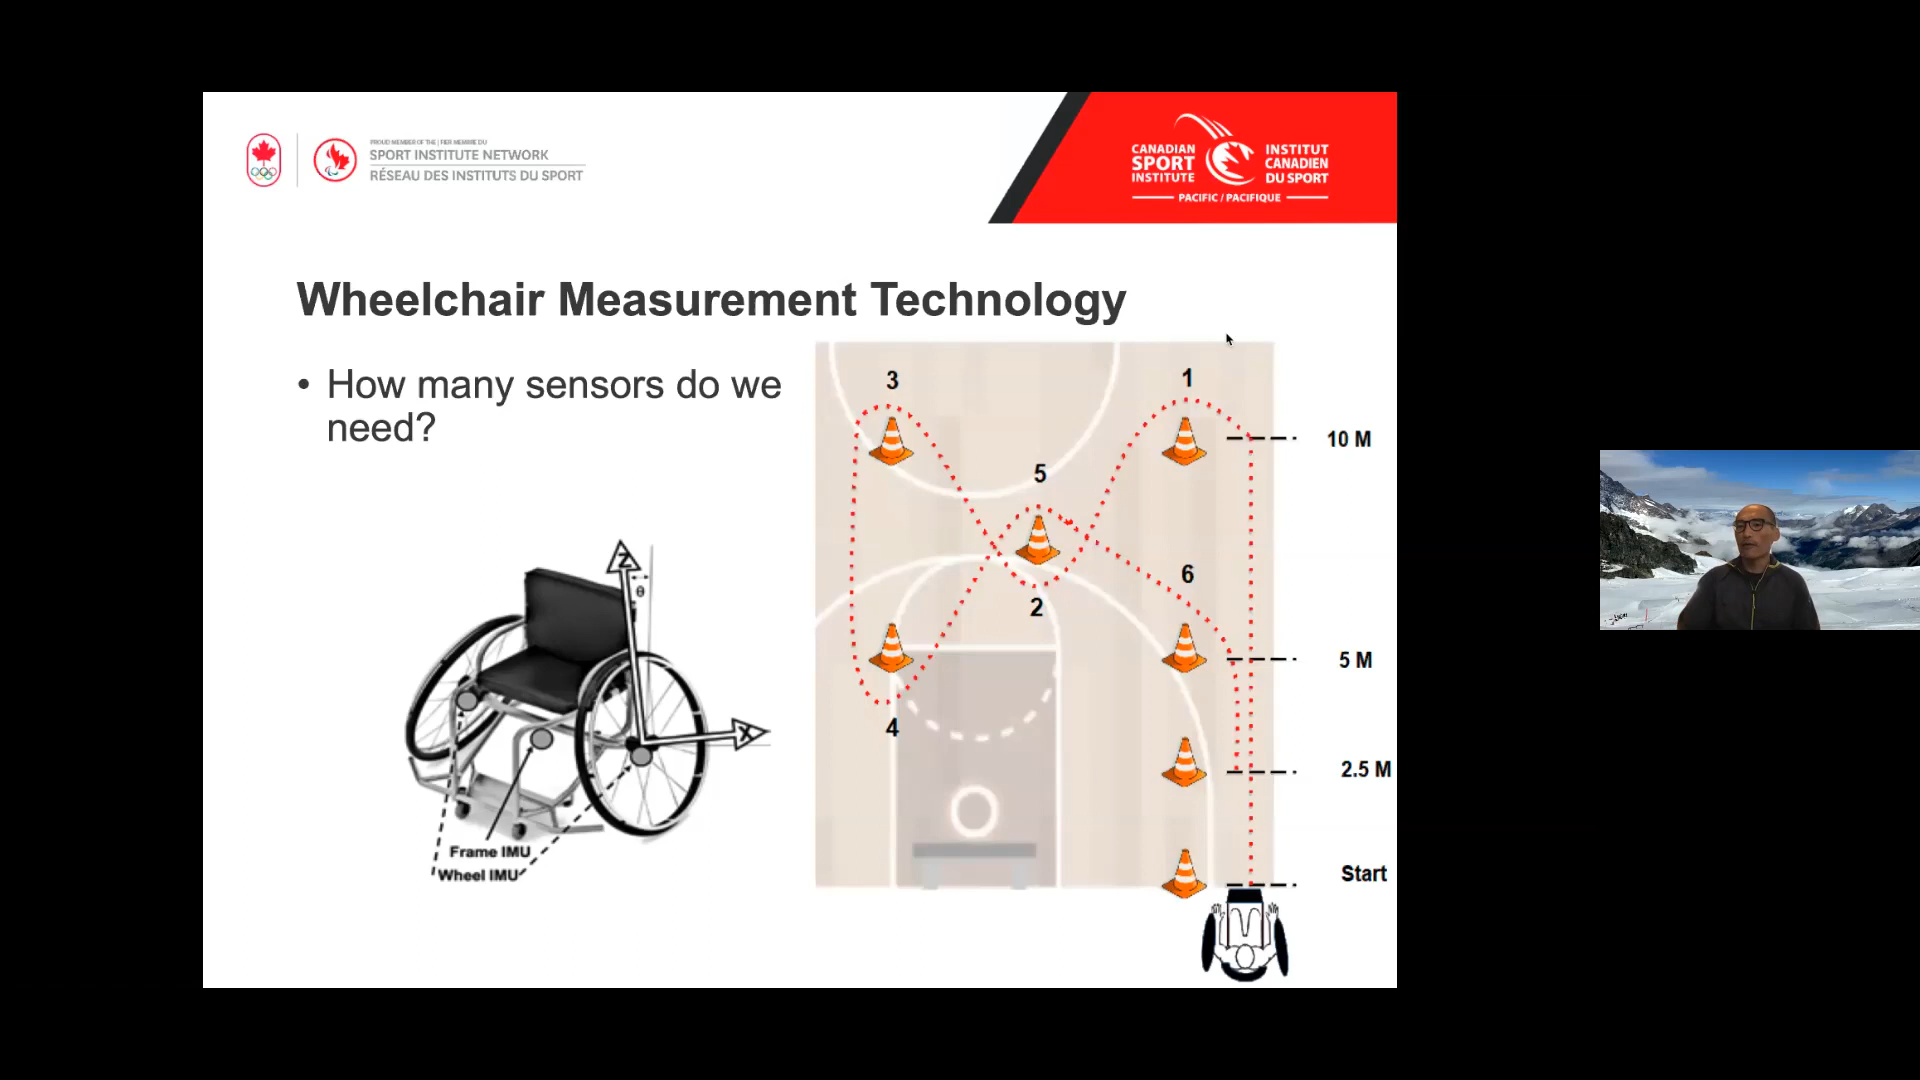 PROUD MEMBER OF THE | FIER MEMBRE DU
SPORT INSTITUTE NETWORK
RÉSEAU DES INSTITUTS DU SPORT
CANADIAN
SPORT
INSTITUTE
INSTITUT
CANADIEN
DU SPORT
PACIFIC / PACIFIQUE
Wheelchair Measurement Technology
• How many sensors do we
need?
Z
θ
X
Frame IMU
Wheel IMU
3
1
10 M
5
6
2
5 M
4
2.5 M
Start